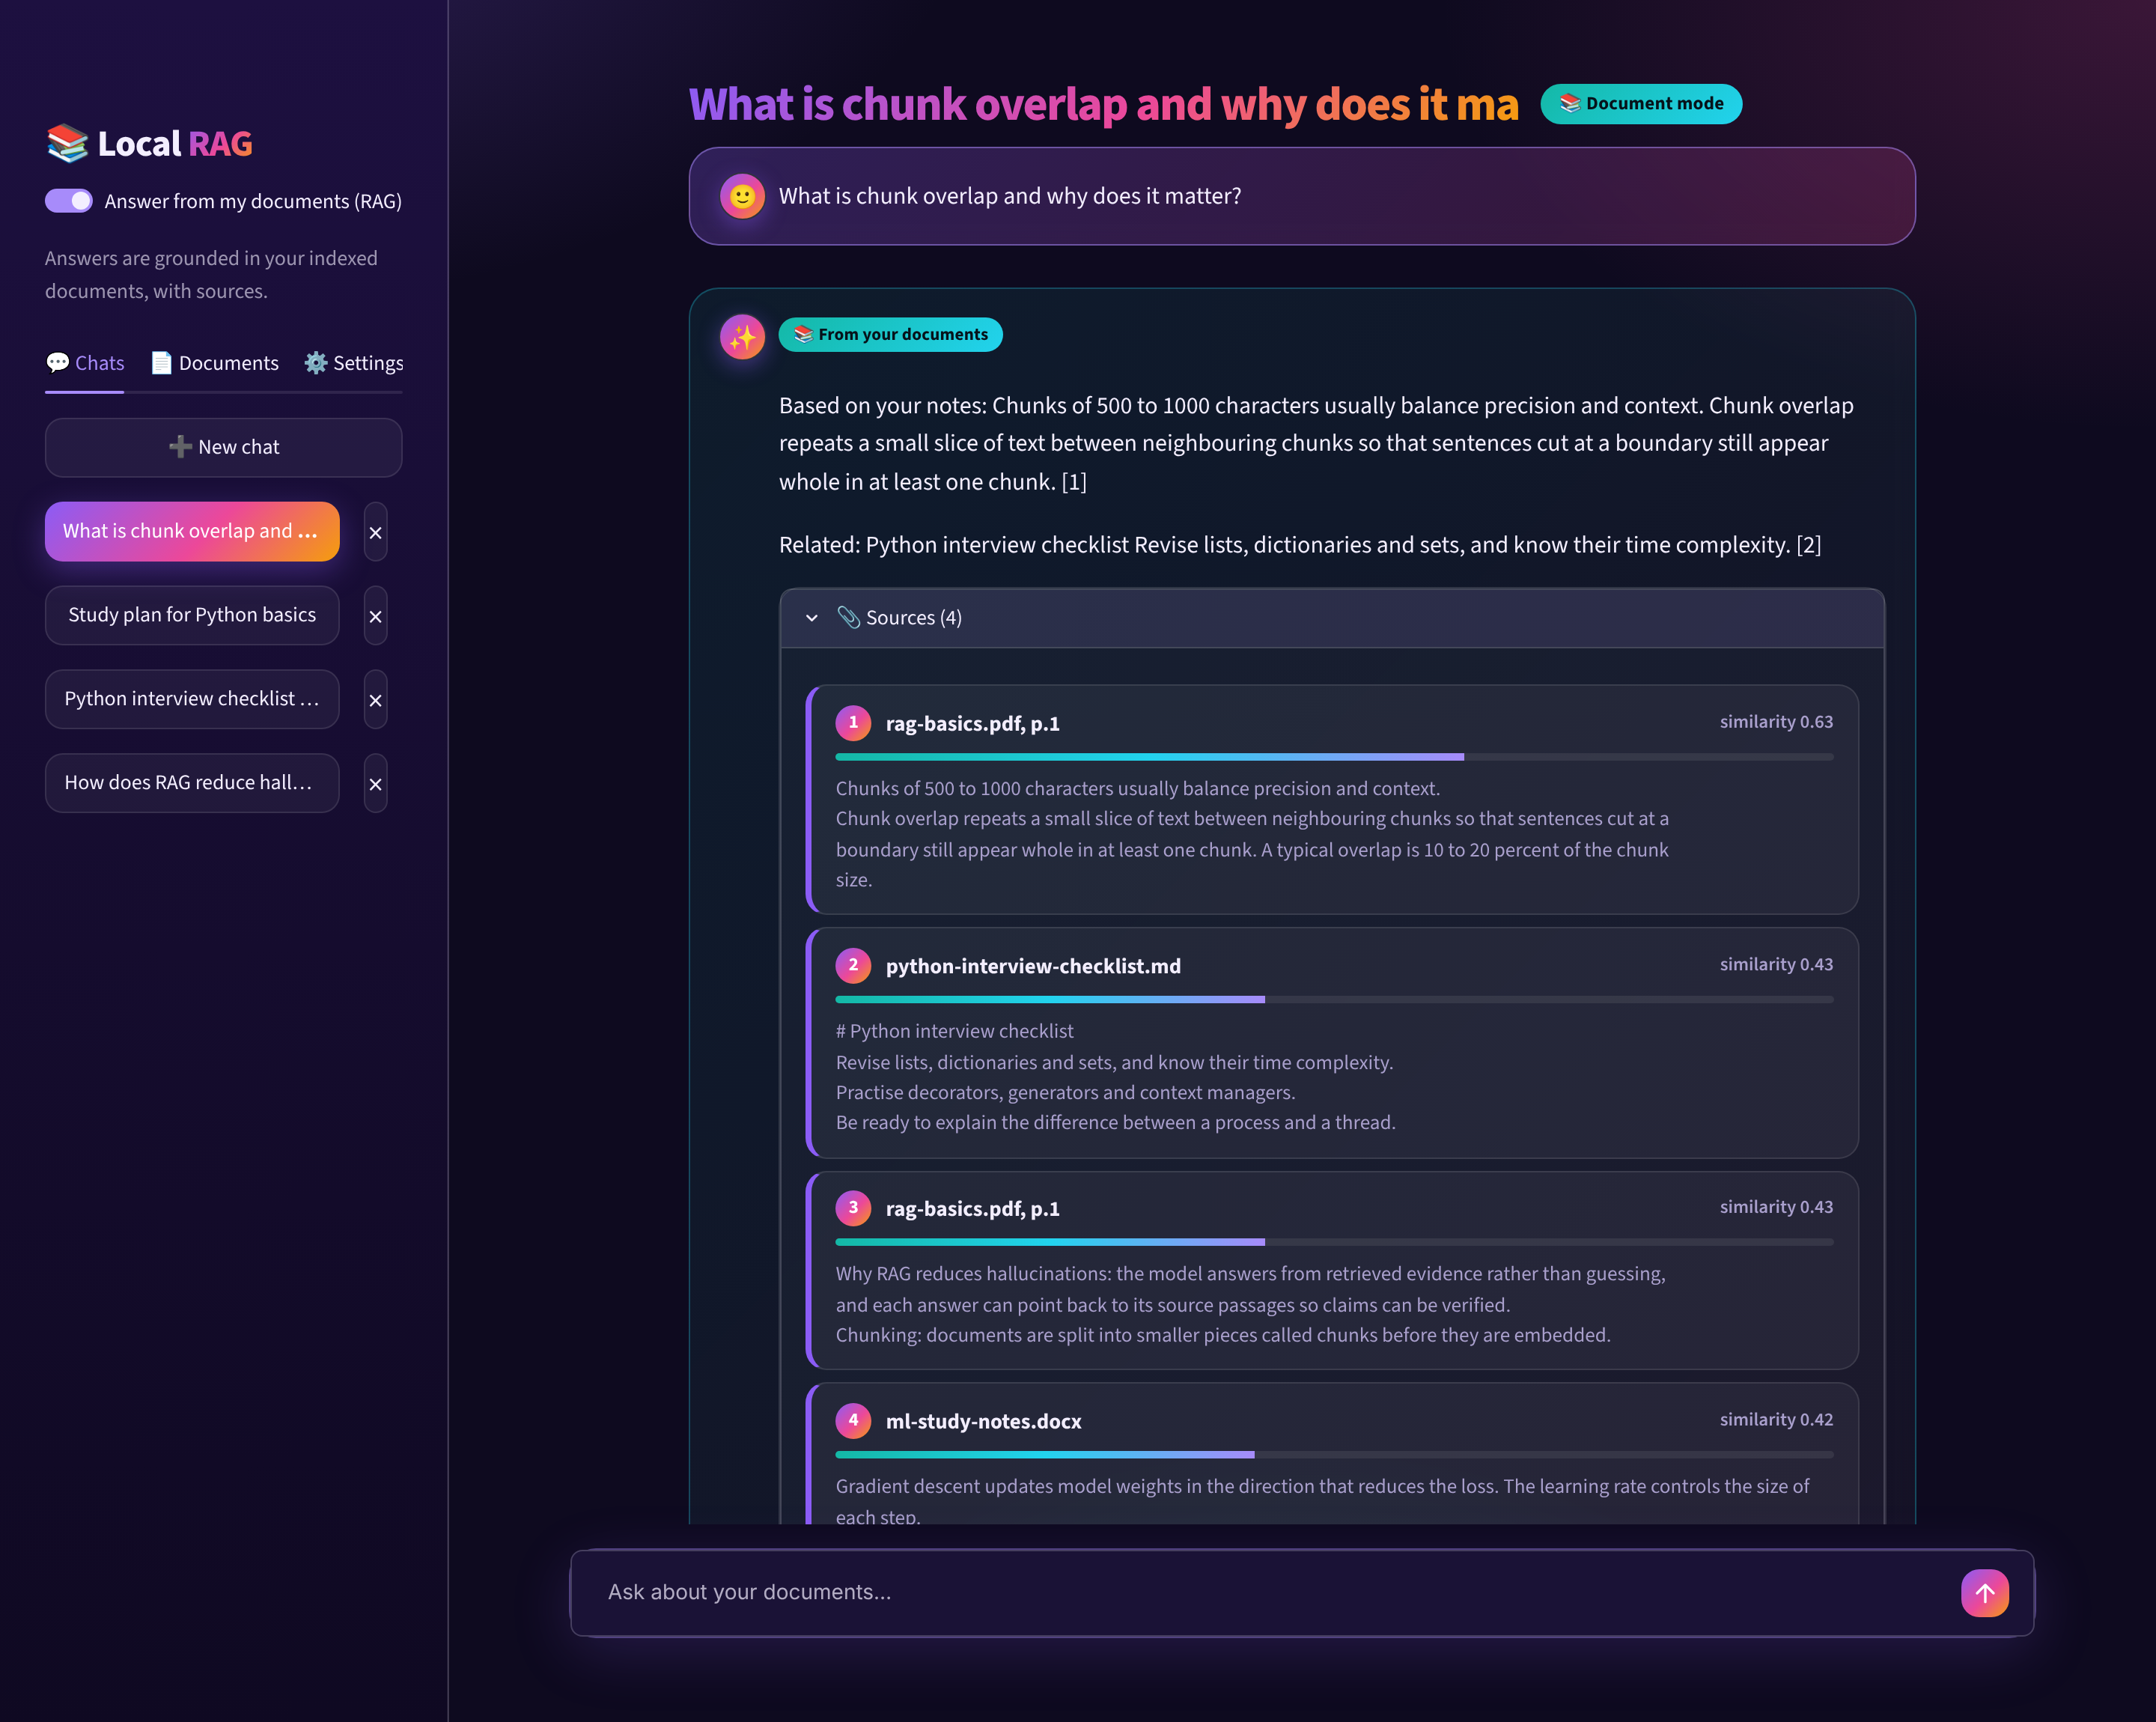 📚 Local RAG
Answer from my documents (RAG)
Answers are grounded in your indexed
documents, with sources.
💬 Chats 📄 Documents ⚙️ Settings
➕ New chat
What is chunk overlap and ... ×
Study plan for Python basics ×
Python interview checklist ... ×
How does RAG reduce hall... ×
What is chunk overlap and why does it ma 📚 Document mode
What is chunk overlap and why does it matter?
📚 From your documents
Based on your notes: Chunks of 500 to 1000 characters usually balance precision and context. Chunk overlap
repeats a small slice of text between neighbouring chunks so that sentences cut at a boundary still appear
whole in at least one chunk. [1]
Related: Python interview checklist Revise lists, dictionaries and sets, and know their time complexity. [2]
📎 Sources (4)
1 rag-basics.pdf, p.1 similarity 0.63
Chunks of 500 to 1000 characters usually balance precision and context.
Chunk overlap repeats a small slice of text between neighbouring chunks so that sentences cut at a
boundary still appear whole in at least one chunk. A typical overlap is 10 to 20 percent of the chunk
size.
2 python-interview-checklist.md similarity 0.43
# Python interview checklist
Revise lists, dictionaries and sets, and know their time complexity.
Practise decorators, generators and context managers.
Be ready to explain the difference between a process and a thread.
3 rag-basics.pdf, p.1 similarity 0.43
Why RAG reduces hallucinations: the model answers from retrieved evidence rather than guessing,
and each answer can point back to its source passages so claims can be verified.
Chunking: documents are split into smaller pieces called chunks before they are embedded.
4 ml-study-notes.docx similarity 0.42
Gradient descent updates model weights in the direction that reduces the loss. The learning rate controls the size of
each step.
Ask about your documents...